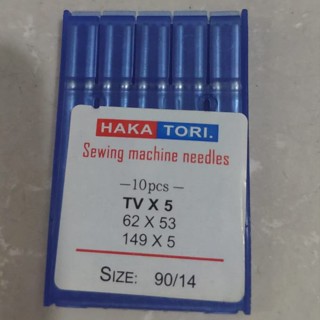 HAKA TORI.
Sewing machine needles
—10pcs—
TV X 5
62 X 53
149 X 5
SIZE: 90/14